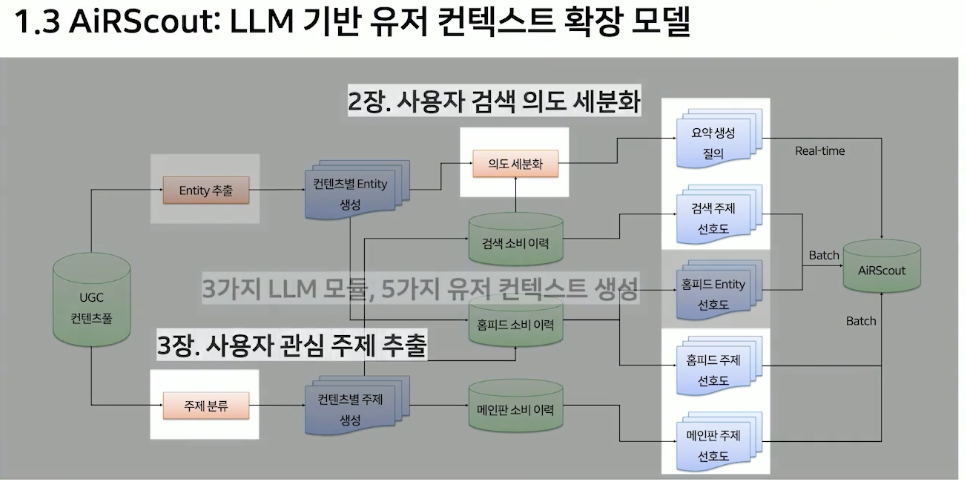 1.3 AiRScout: LLM 기반 유저 컨텍스트 확장 모델
2장. 사용자 검색 의도 세분화
요약 생성
질의
Real-time
의도 세분화
Entity 추출
컨텐츠별 Entity
생성
검색 주제
선호도
검색 소비 이력
Batch
AiRScout
3가지 LLM 모듈, 5가지 유저 컨텍스트 생성
홈피드 Entity
선호도
UGC
컨텐츠풀
홈피드 소비 이력
Batch
3장. 사용자 관심 주제 추출
홈피드 주제
선호도
주제 분류
컨텐츠별 주제
생성
메인판 소비 이력
메인판 주제
선호도